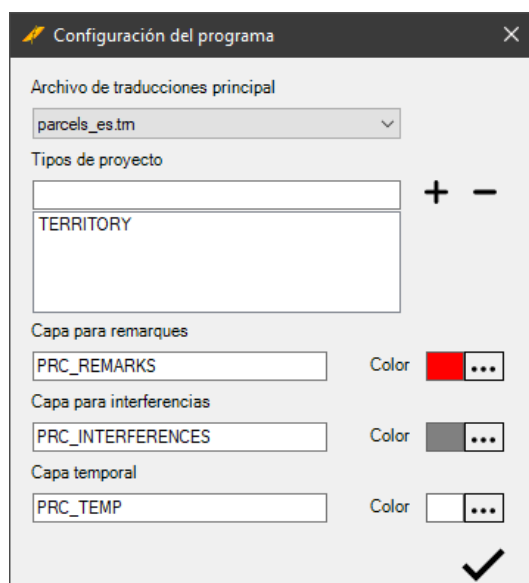 Configuración del programa
Archivo de traducciones principal
parcels_es.trn
Tipos de proyecto
TERRITORY
Capa para remarques
PRC_REMARKS
Color
Capa para interferencias
PRC_INTERFERENCES
Color
Capa temporal
PRC_TEMP
Color